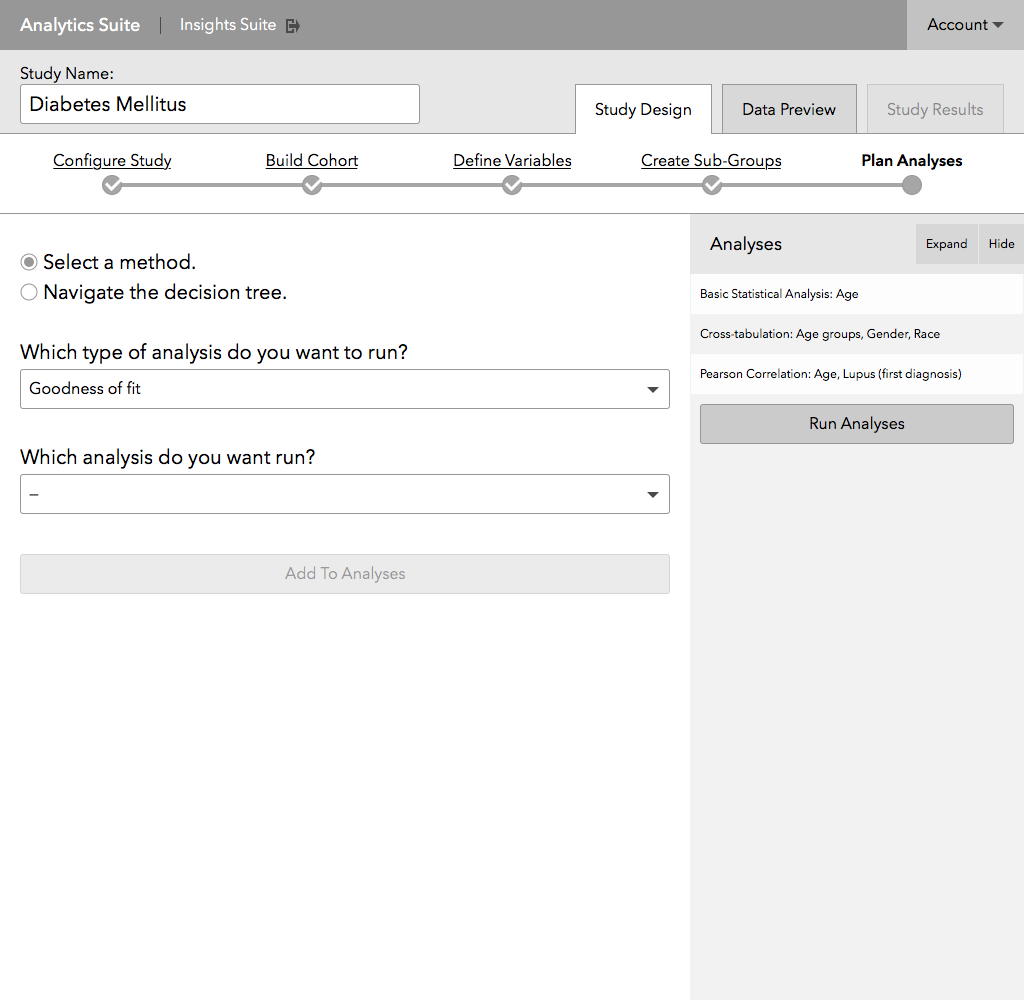 Analytics Suite | Insights Suite
Account
Study Name:
Diabetes Mellitus
Study Design
Data Preview
Study Results
Configure Study
Build Cohort
Define Variables
Create Sub-Groups
Plan Analyses
Select a method.
Navigate the decision tree.
Which type of analysis do you want to run?
Goodness of fit
Which analysis do you want run?
–
Add To Analyses
Analyses
Expand
Hide
Basic Statistical Analysis: Age
Cross-tabulation: Age groups, Gender, Race
Pearson Correlation: Age, Lupus (first diagnosis)
Run Analyses